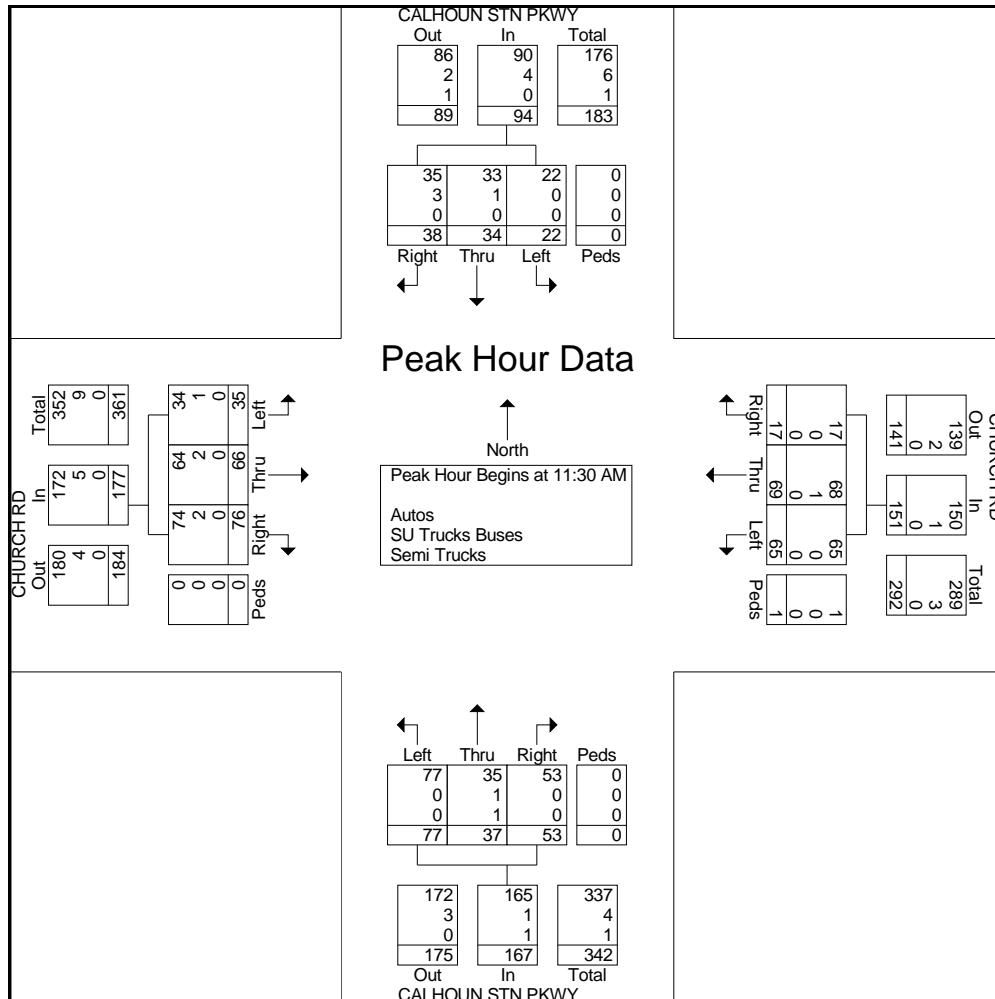 CALHOUN STN PKWY
Out In Total
86 90 176
2 4 6
1 0 1
89 94 183
35 33 22 0
3 1 0 0
0 0 0 0
38 34 22 0
Right Thru Left Peds
Peak Hour Data
North
Peak Hour Begins at 11:30 AM
Autos
SU Trucks Buses
Semi Trucks
CHURCH RD
Out In Total
180 172 352
4 5 9
0 0 0
184 177 361
34 64 74 0
1 2 2 0
0 0 0 0
35 66 76 0
Left Thru Right Peds
CHURCH RD
Out In Total
139 150 289
2 1 3
0 0 0
141 151 292
17 68 65 1
0 1 0 0
0 0 0 0
17 69 65 1
Right Thru Left Peds
Left Thru Right Peds
77 35 53 0
0 1 0 0
0 1 0 0
77 37 53 0
172 165 337
3 1 4
0 1 1
175 167 342
Out In Total
CALHOUN STN PKWY